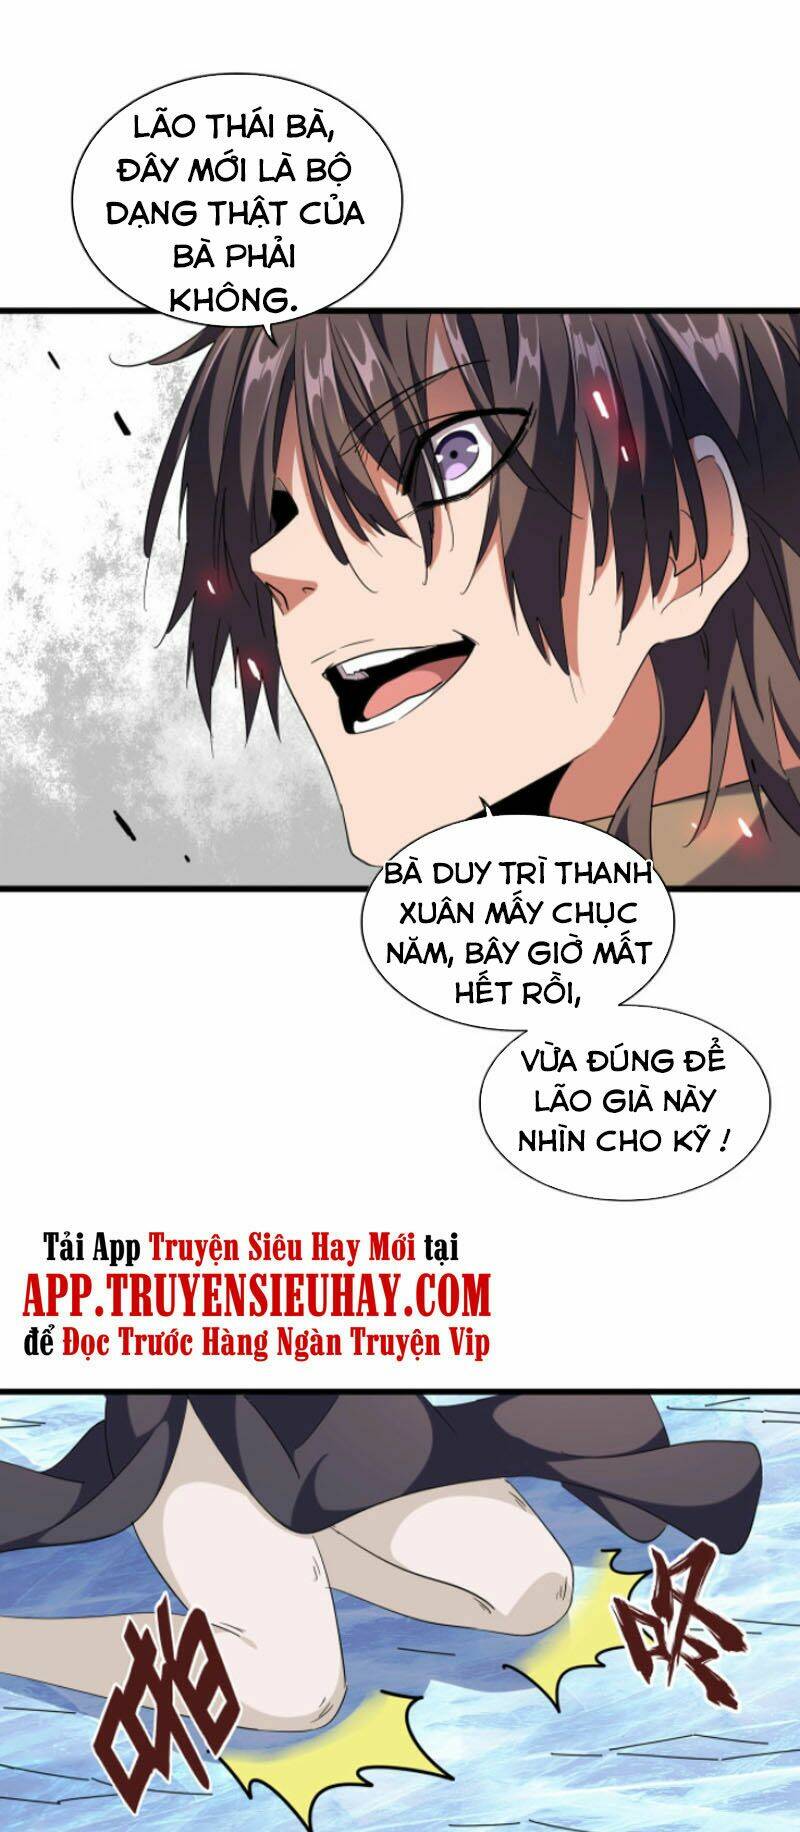 LÃO THÁI BÀ,
ĐÂY MỚI LÀ BỘ
DẠNG THẬT CỦA
BÀ PHẢI
KHÔNG.
BÀ DUY TRÌ THANH
XUÂN MẤY CHỤC
NĂM, BÂY GIỜ MẤT
HẾT RỒI,
VỪA ĐÚNG ĐỂ
LÃO GIÀ NÀY
NHÌN CHO KỸ !
Tải App Truyện Siêu Hay Mới tại
APP.TRUYENSIEUHAY.COM
để Đọc Trước Hàng Ngàn Truyện Vip
咚
啪